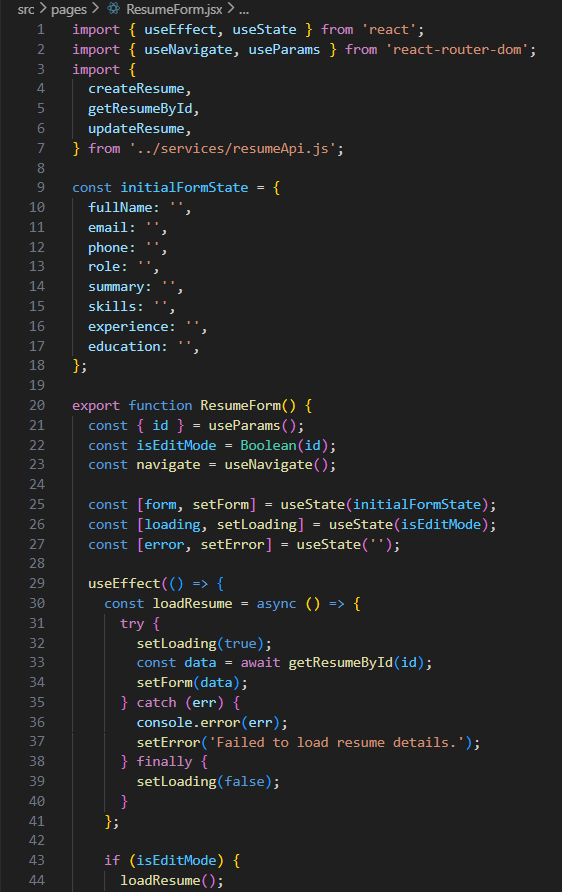 src > pages > ResumeForm.jsx > ...
1 import { useEffect, useState } from 'react';
2 import { useNavigate, useParams } from 'react-router-dom';
3 import {
4   createResume,
5   getResumeById,
6   updateResume,
7 } from '../services/resumeApi.js';
8
9 const initialFormState = {
10   fullName: '',
11   email: '',
12   phone: '',
13   role: '',
14   summary: '',
15   skills: '',
16   experience: '',
17   education: '',
18 };
19
20 export function ResumeForm() {
21   const { id } = useParams();
22   const isEditMode = Boolean(id);
23   const navigate = useNavigate();
24
25   const [form, setForm] = useState(initialFormState);
26   const [loading, setLoading] = useState(isEditMode);
27   const [error, setError] = useState('');
28
29   useEffect(() => {
30     const loadResume = async () => {
31       try {
32         setLoading(true);
33         const data = await getResumeById(id);
34         setForm(data);
35       } catch (err) {
36         console.error(err);
37         setError('Failed to load resume details.');
38       } finally {
39         setLoading(false);
40       }
41     };
42
43     if (isEditMode) {
44       loadResume();